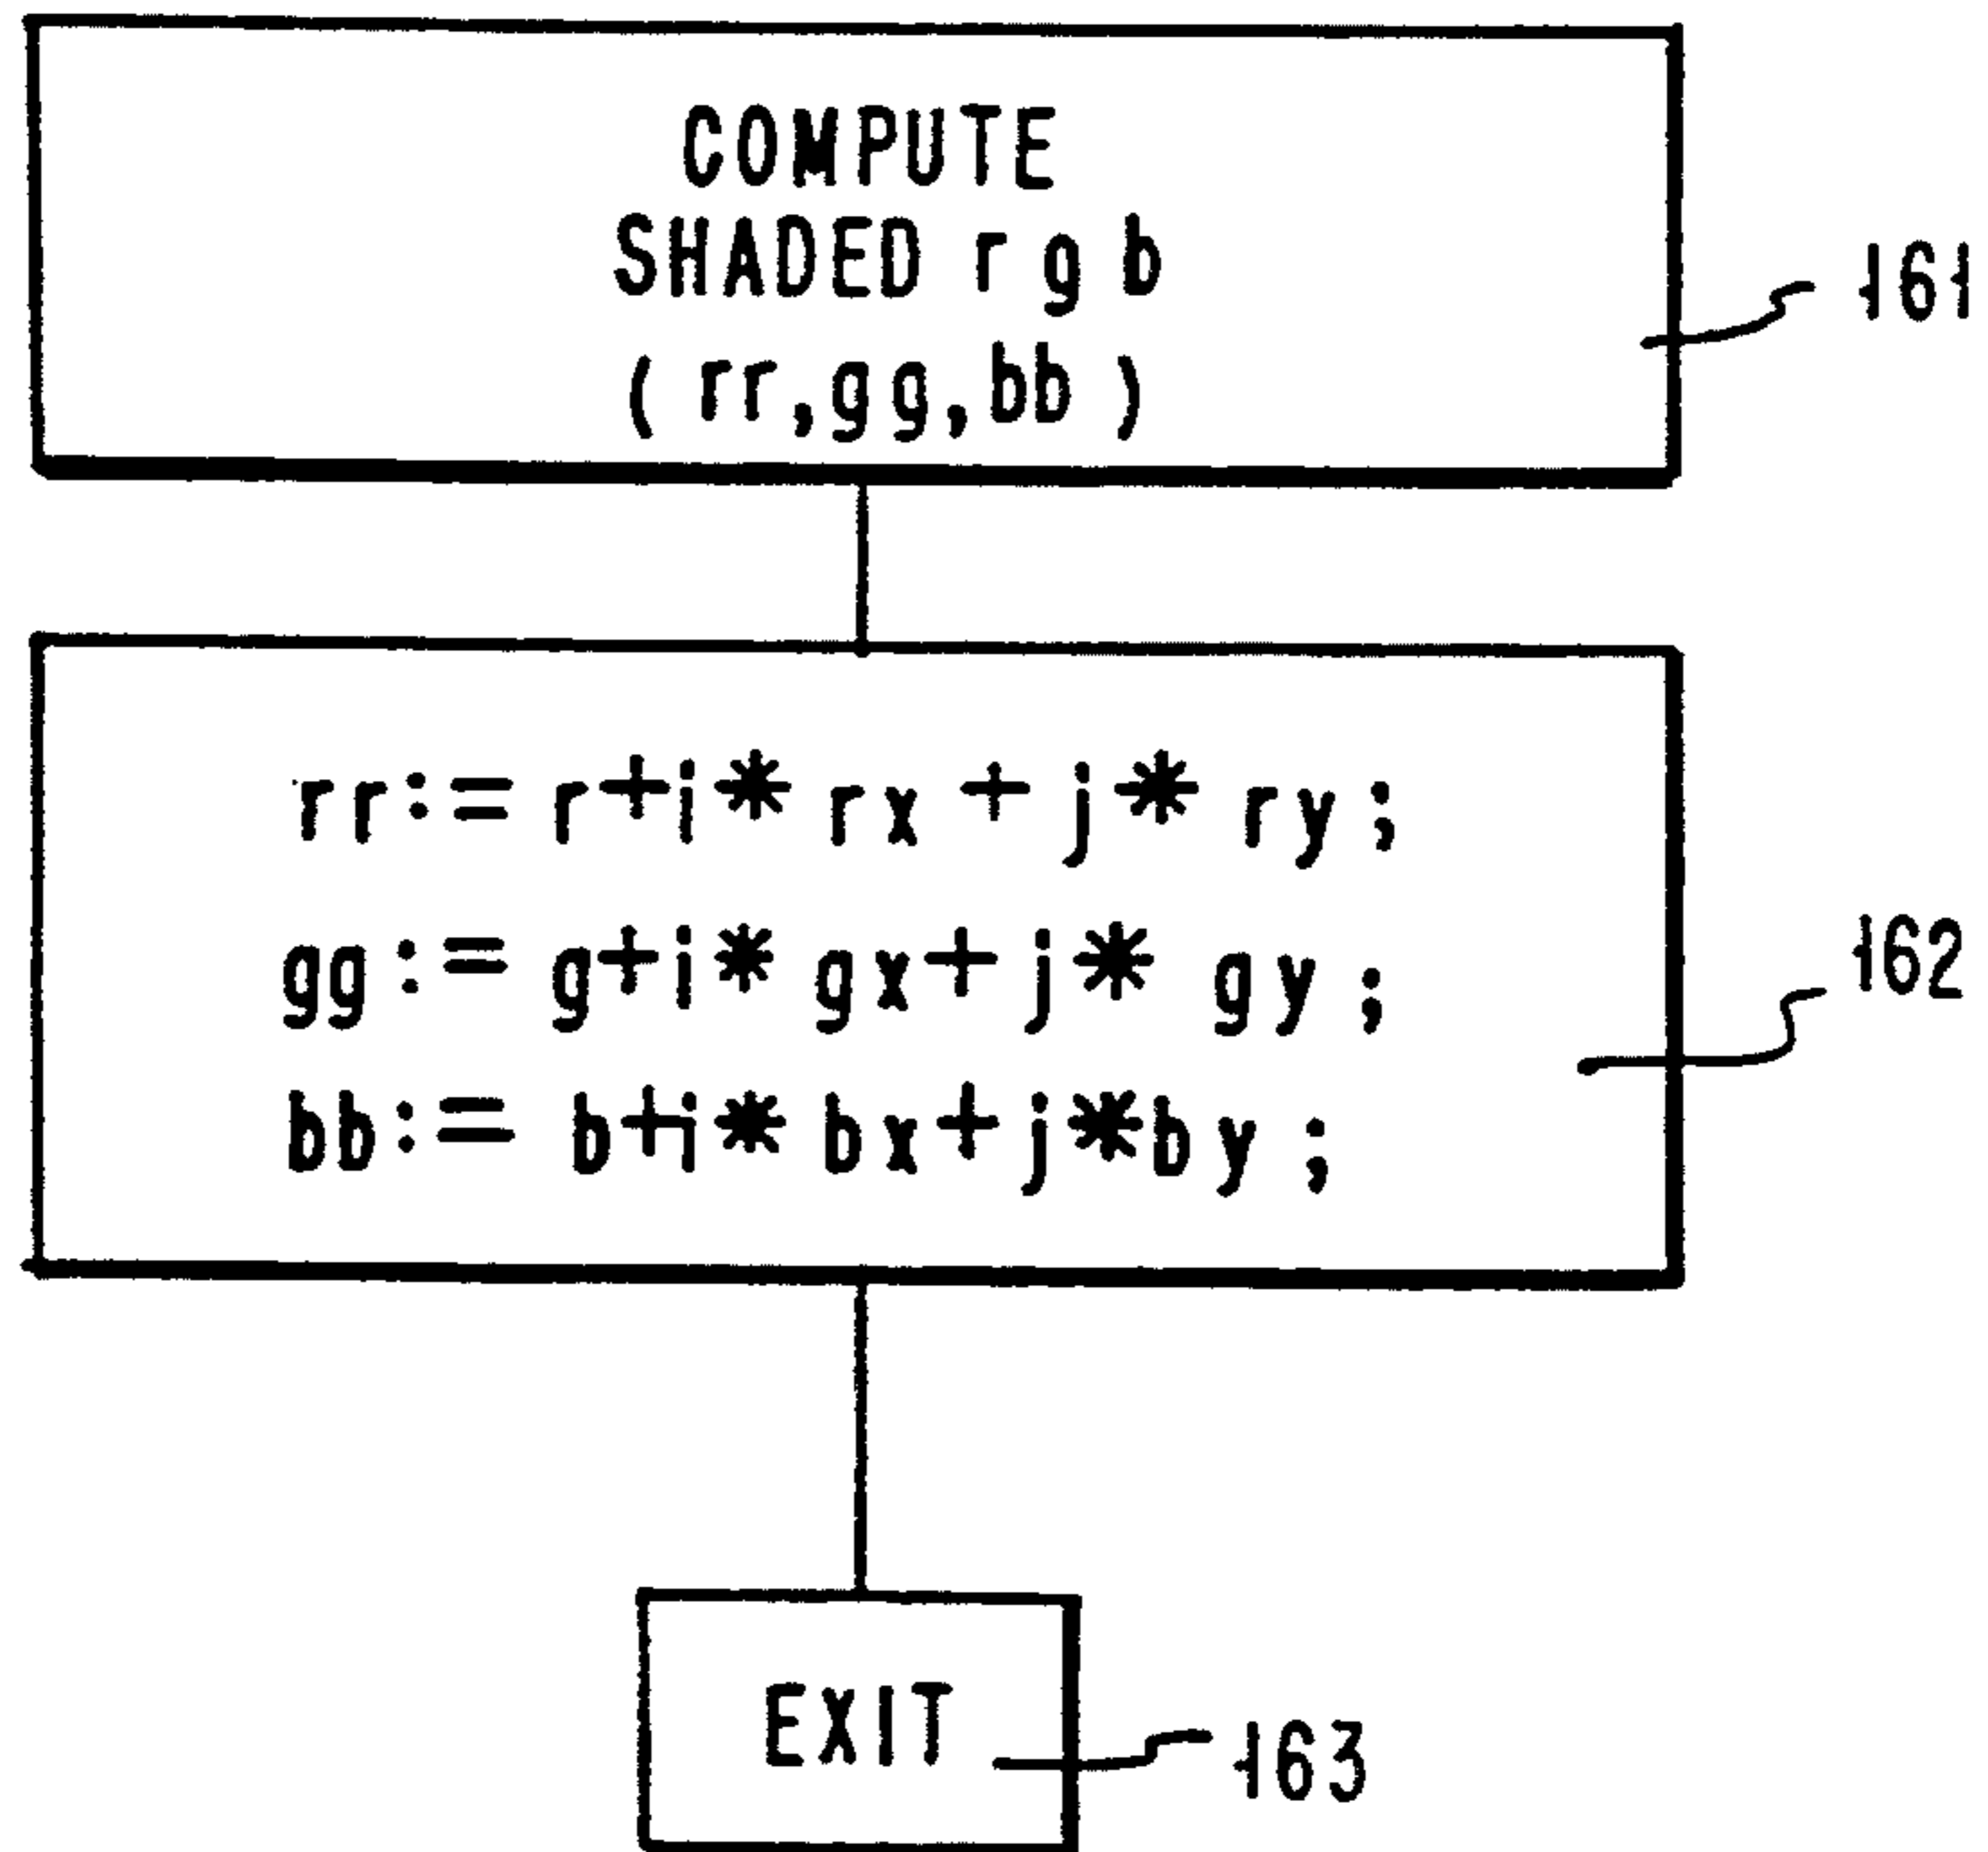 COMPUTE
SHADED r g b
( rr,gg,bb )
161
rr:= r+i* rx + j* ry;
gg:= g+i* gx+ j* gy;
bb:= b+i* bx+ j*by;
162
EXIT
163